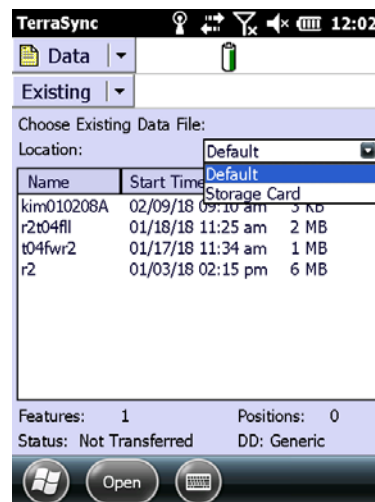 TerraSync 12:02
Data
Existing
Choose Existing Data File:
Location: Default
Default
Storage Card
Name Start Time
kim010208A 02/09/18 09:10 am 3 KB
r2t04fll 01/18/18 11:25 am 2 MB
t04fwr2 01/17/18 11:34 am 1 MB
r2 01/03/18 02:15 pm 6 MB
Features: 1 Positions: 0
Status: Not Transferred DD: Generic
Open